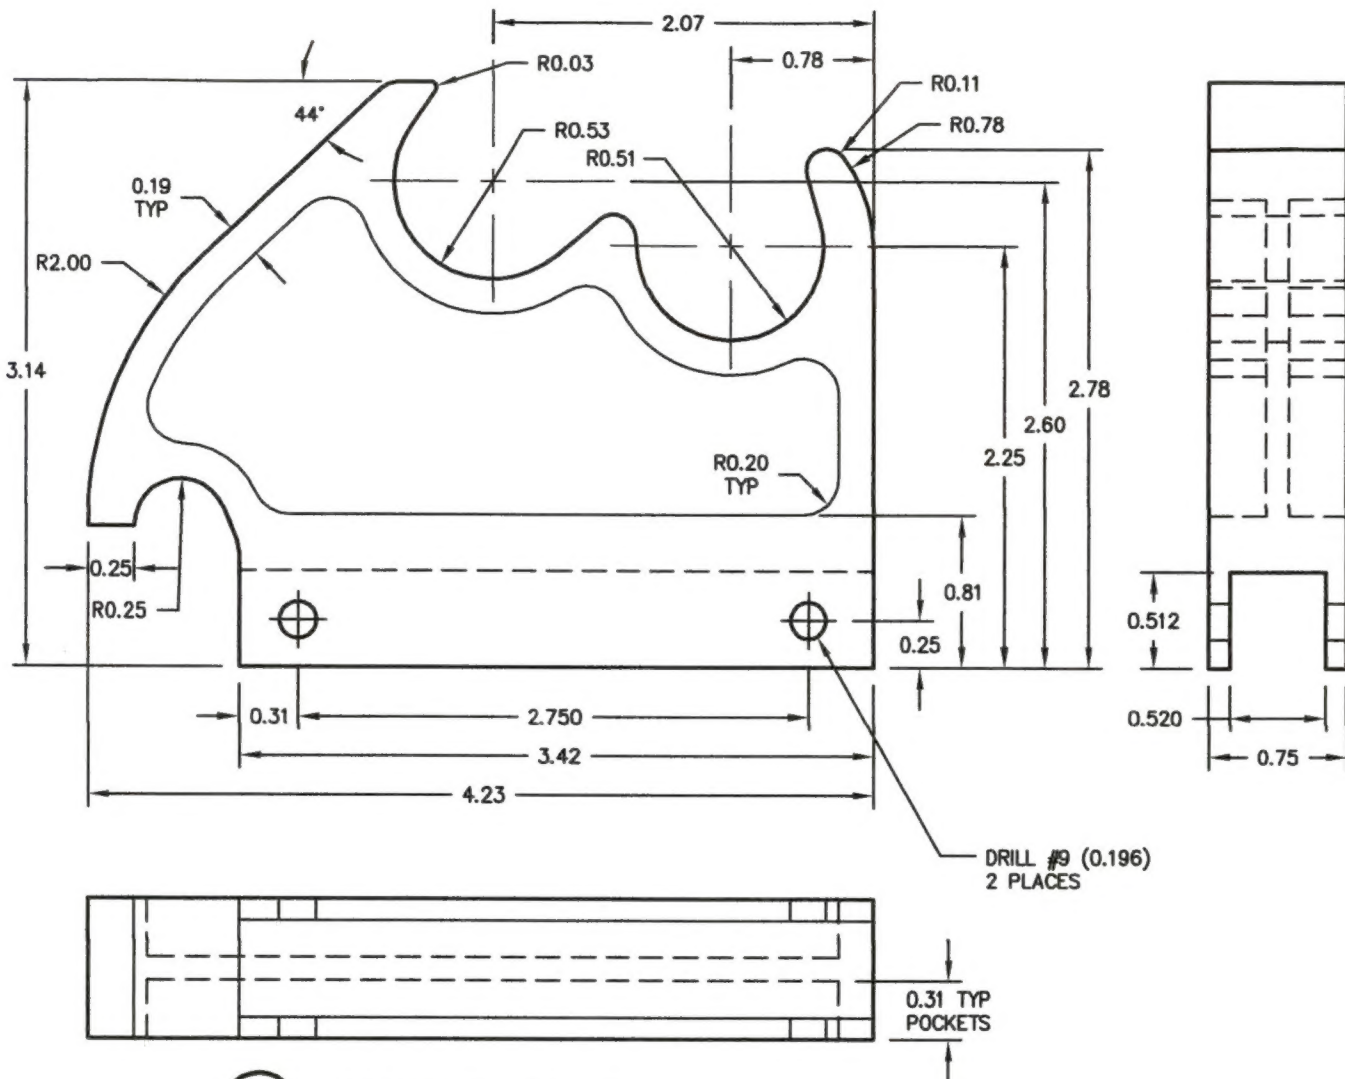 2.07
0.78
R0.03
R0.11
44°
R0.53
R0.78
R0.51
0.19
TYP
R2.00
3.14
2.78
2.60
2.25
R0.20
TYP
0.25
R0.25
0.81
0.25
0.512
0.31
2.750
0.520
3.42
0.75
4.23
DRILL #9 (0.196)
2 PLACES
0.31 TYP
POCKETS